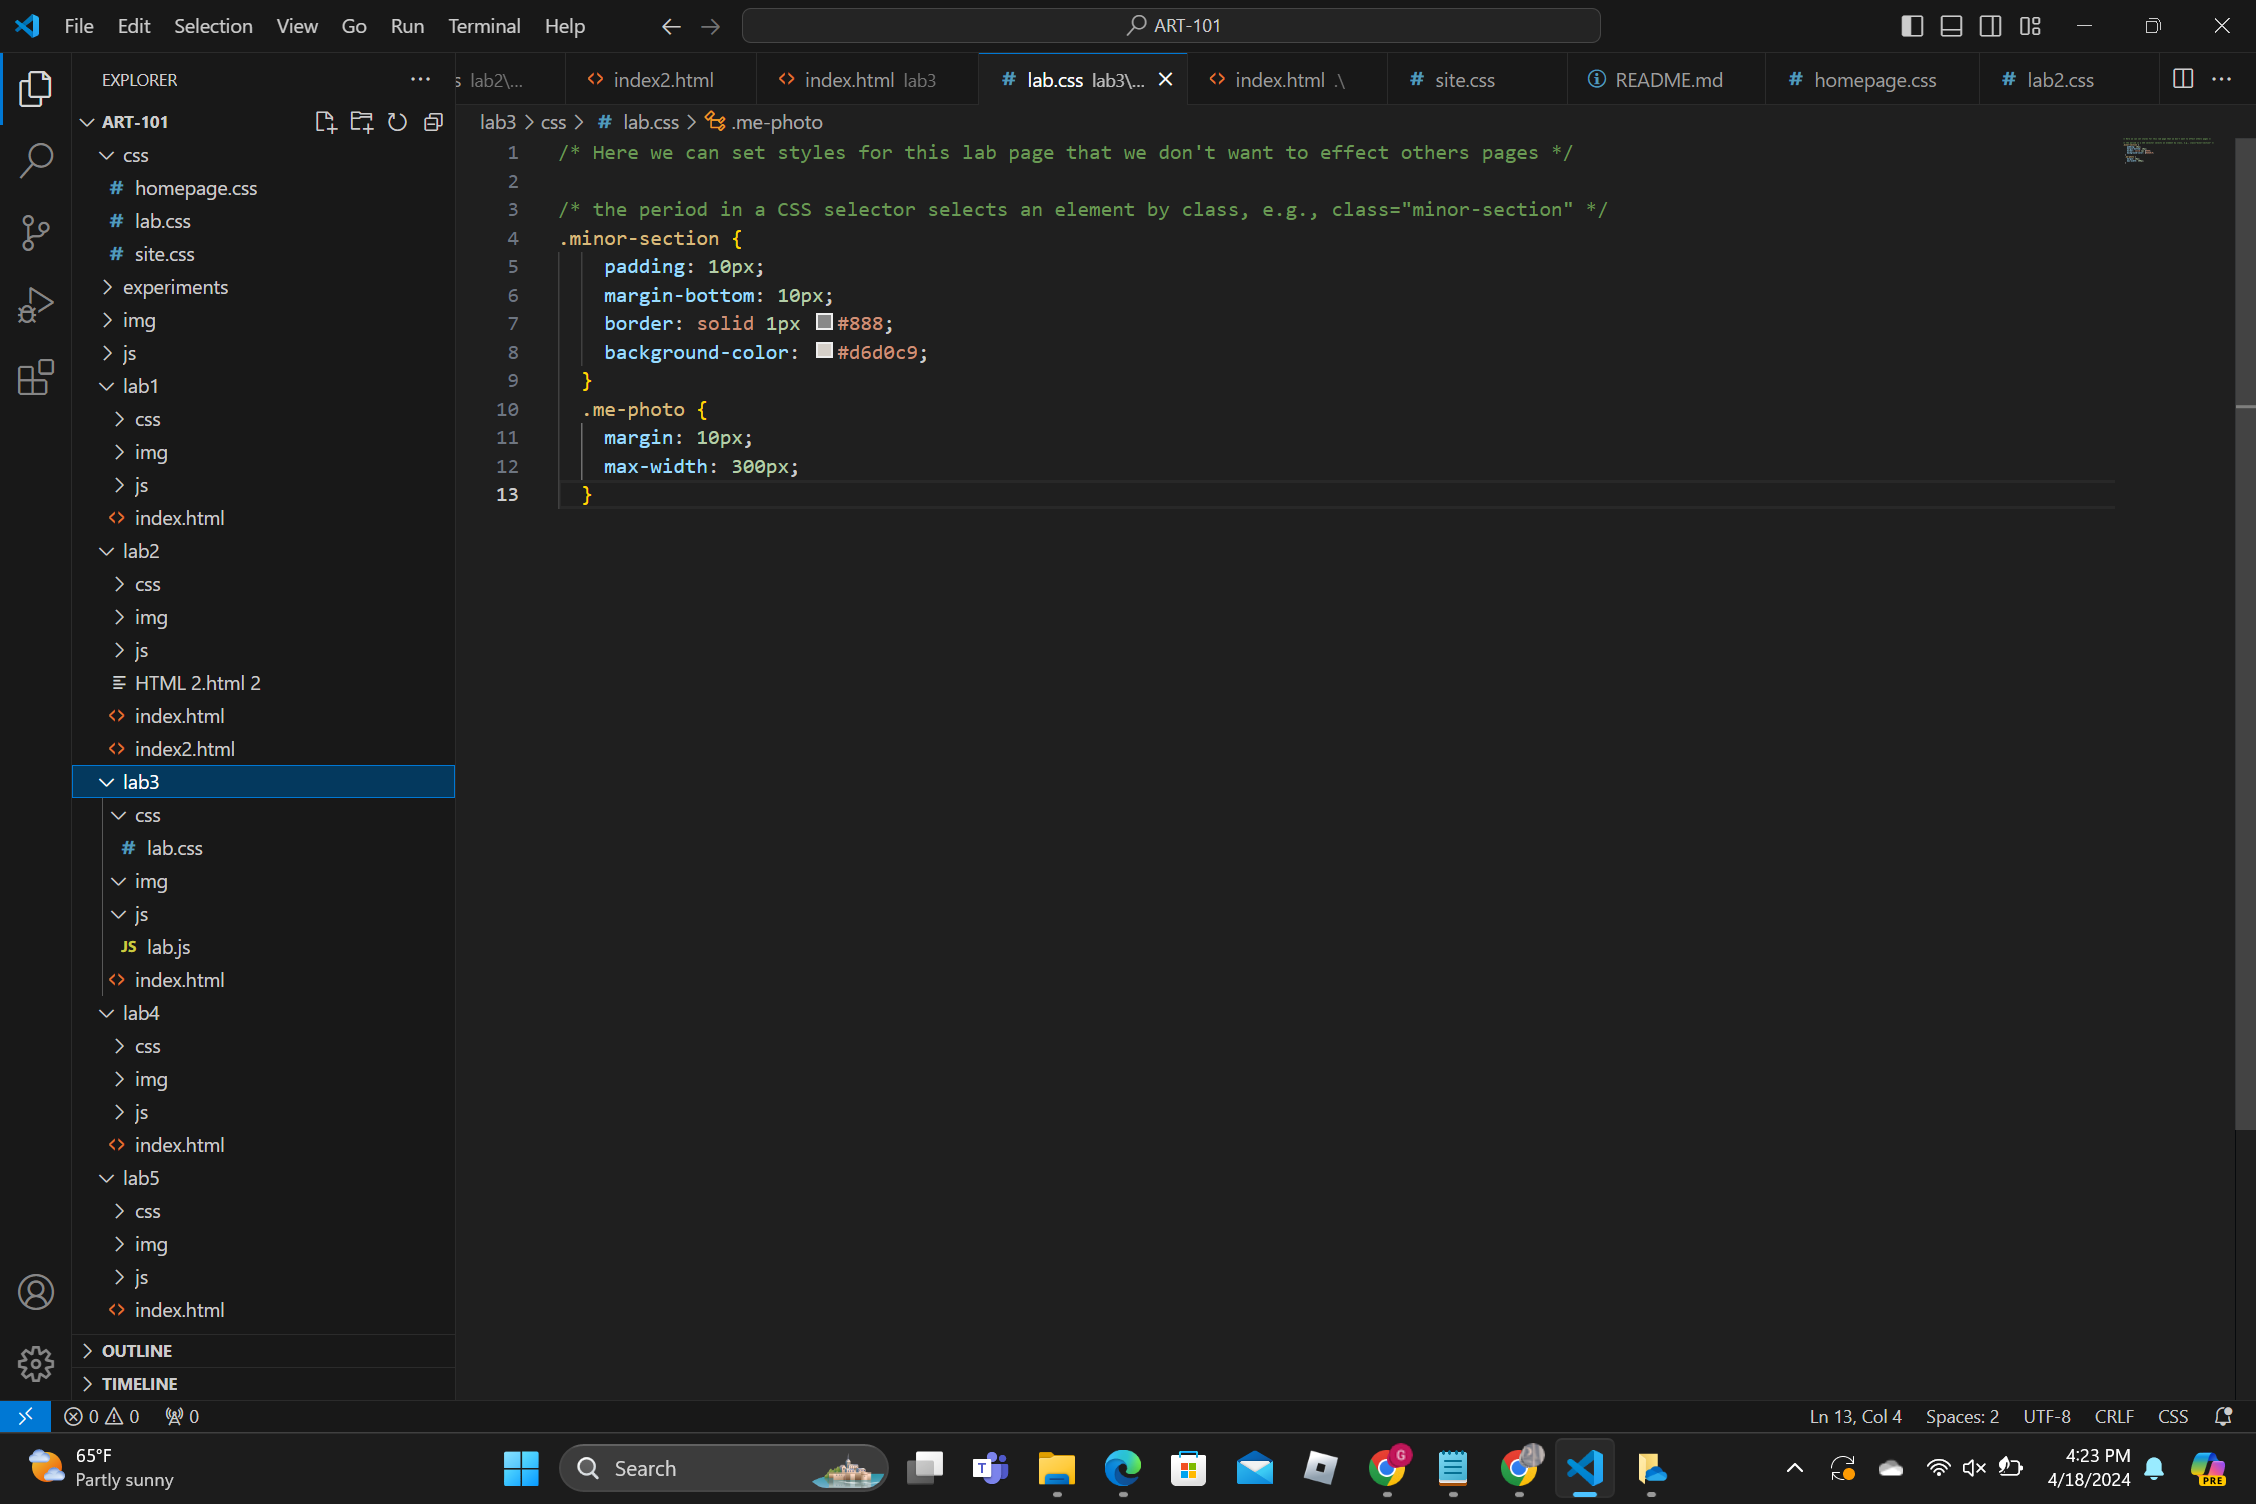 File Edit Selection View Go Run Terminal Help
ART-101
EXPLORER
ART-101
css
homepage.css
lab.css
site.css
experiments
img
js
lab1
css
img
js
index.html
lab2
css
img
js
HTML 2.html 2
index.html
index2.html
lab3
css
lab.css
img
js
JS lab.js
index.html
lab4
css
img
js
index.html
lab5
css
img
js
index.html
OUTLINE
TIMELINE
s lab2\... index2.html index.html lab3 # lab.css lab3\... index.html .\ # site.css README.md # homepage.css # lab2.css
lab3 > css > # lab.css > .me-photo
1 /* Here we can set styles for this lab page that we don't want to effect others pages */
2
3 /* the period in a CSS selector selects an element by class, e.g., class="minor-section" */
4 .minor-section {
5 padding: 10px;
6 margin-bottom: 10px;
7 border: solid 1px #888;
8 background-color: #d6d0c9;
9 }
10 .me-photo {
11 margin: 10px;
12 max-width: 300px;
13 }
0 0 0
Ln 13, Col 4 Spaces: 2 UTF-8 CRLF CSS
65°F
Partly sunny
Search
T
G
4:23 PM
4/18/2024
PRE